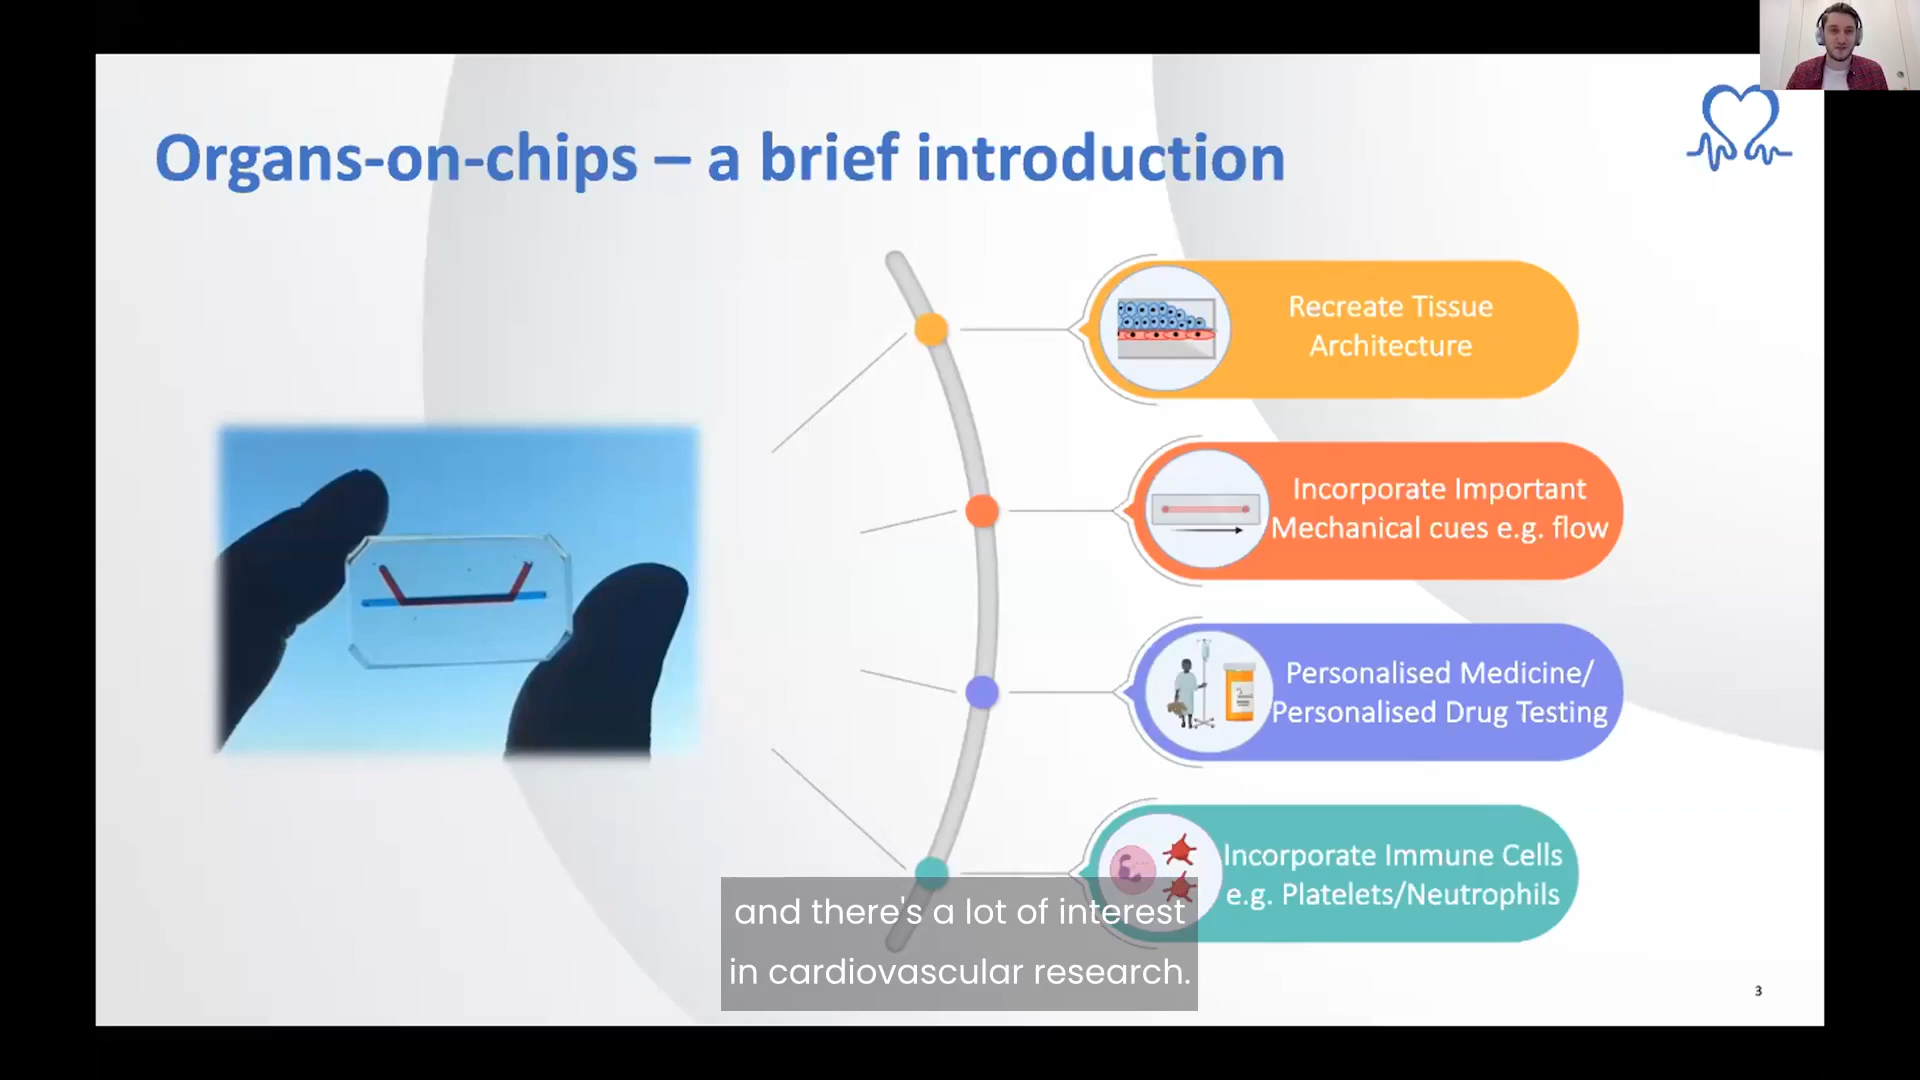 Organs-on-chips – a brief introduction
Recreate Tissue
Architecture
Incorporate Important
Mechanical cues e.g. flow
Personalised Medicine/
Personalised Drug Testing
Incorporate Immune Cells
e.g. Platelets/Neutrophils
and there's a lot of interest
in cardiovascular research.
3